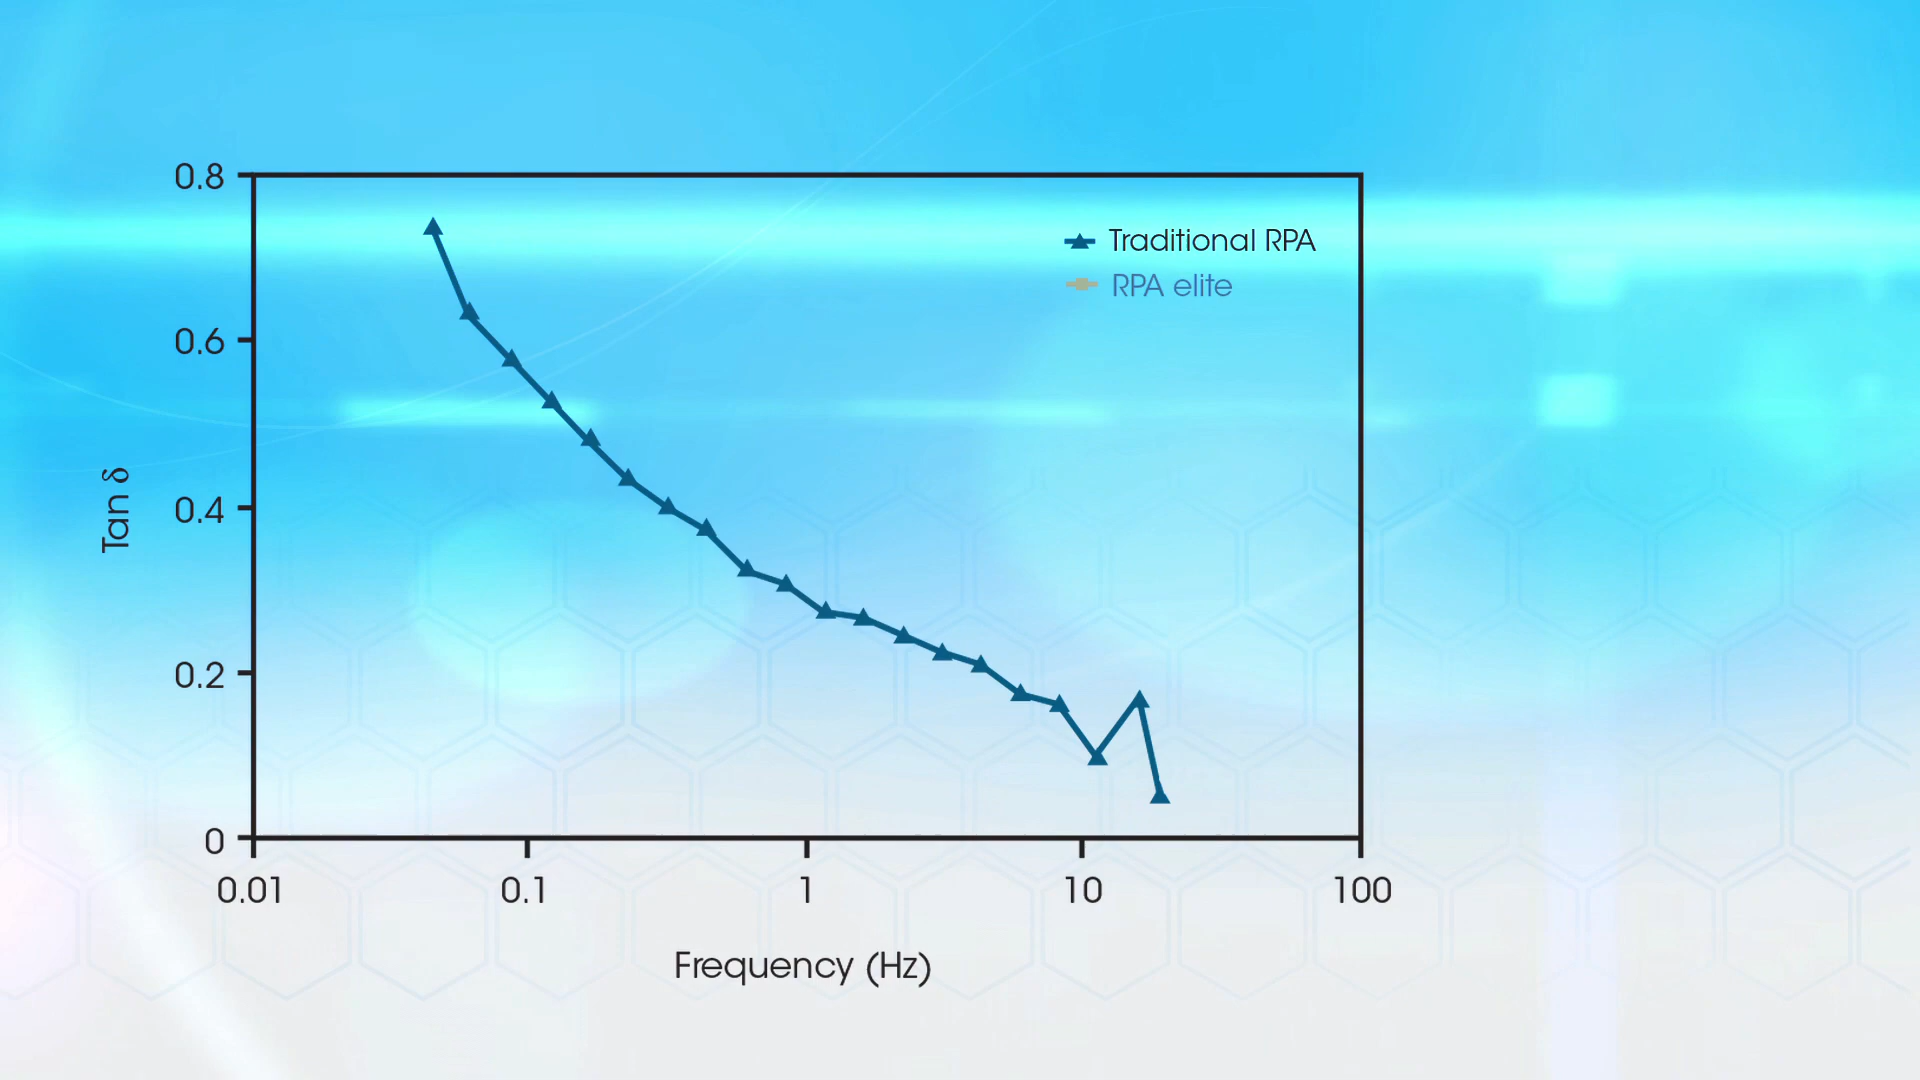 0.8
Traditional RPA
RPA elite
0.6
Tan δ
0.4
0.2
0
0.01
0.1
1
10
100
Frequency (Hz)